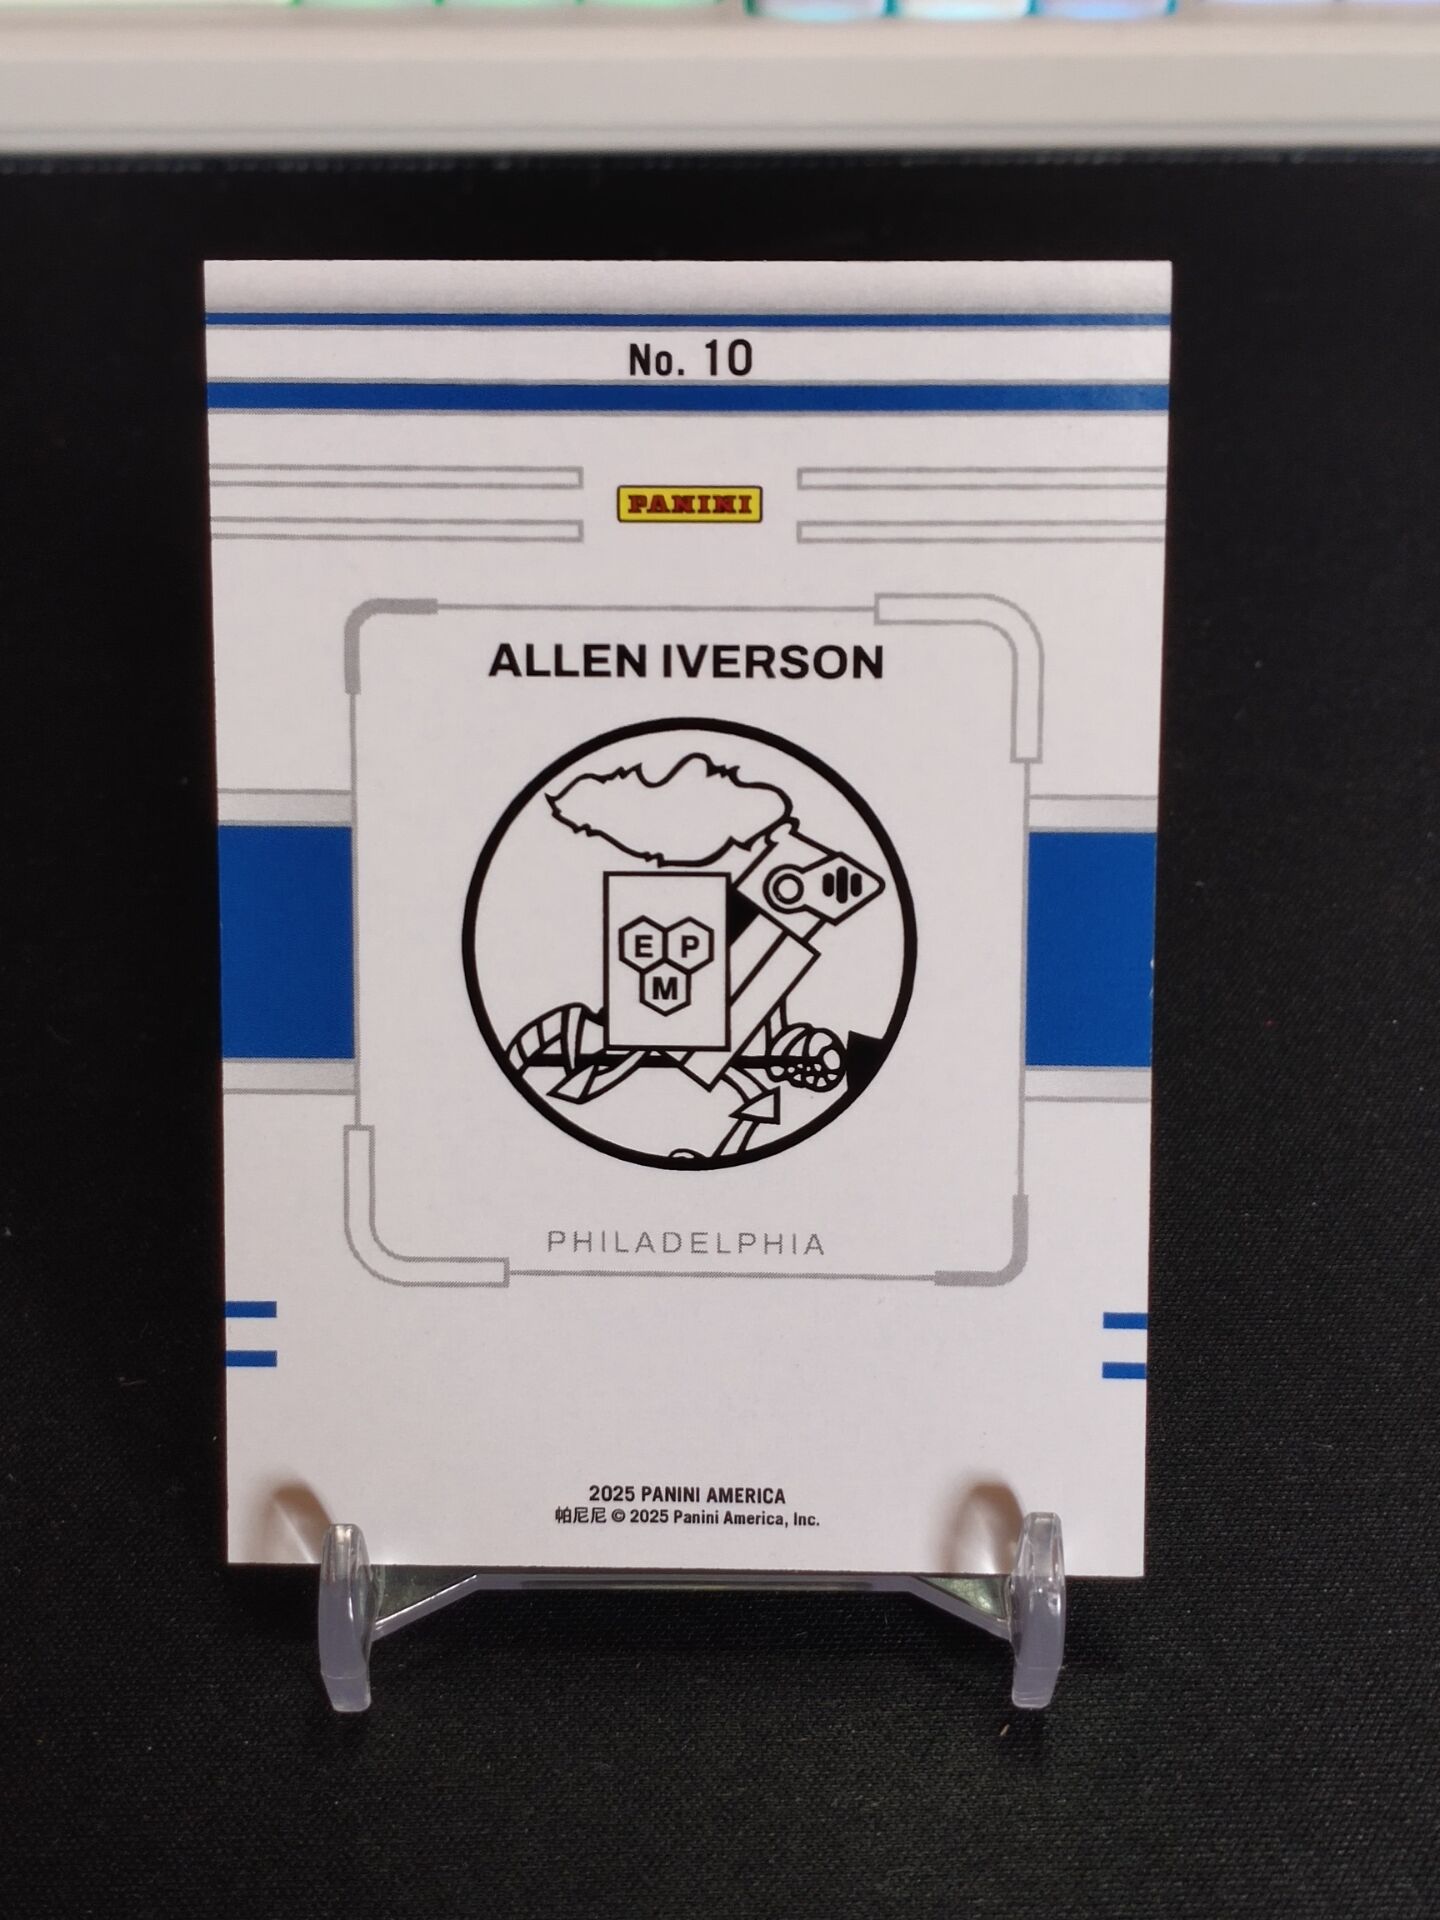 No. 10
PANINI
ALLEN IVERSON
E P
M
PHILADELPHIA
2025 PANINI AMERICA
帕尼尼 © 2025 Panini America, Inc.